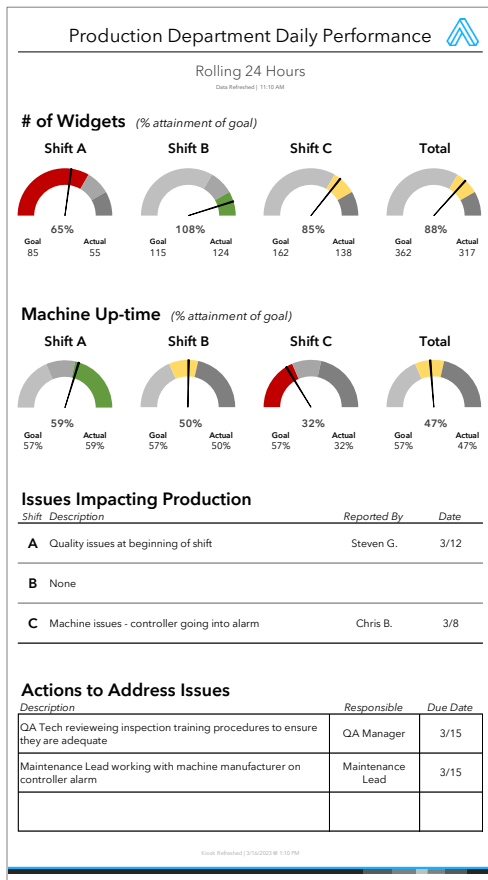 Production Department Daily Performance
Rolling 24 Hours
Data Refreshed | 11:10 AM
# of Widgets (% attainment of goal)
Shift A Shift B Shift C Total
65% 108% 85% 88%
Goal Actual Goal Actual Goal Actual Goal Actual
85 55 115 124 162 138 362 317
Machine Up-time (% attainment of goal)
Shift A Shift B Shift C Total
59% 50% 32% 47%
Goal Actual Goal Actual Goal Actual Goal Actual
57% 59% 57% 50% 57% 32% 57% 47%
Issues Impacting Production
Shift Description Reported By Date
A Quality issues at beginning of shift Steven G. 3/12
B None
C Machine issues - controller going into alarm Chris B. 3/8
Actions to Address Issues
Description Responsible Due Date
QA Tech revieweing inspection training procedures to ensure
they are adequate
QA Manager 3/15
Maintenance Lead working with machine manufacturer on
controller alarm
Maintenance
Lead
3/15
Kiosk Refreshed | 3/16/2023 @ 1:10 PM